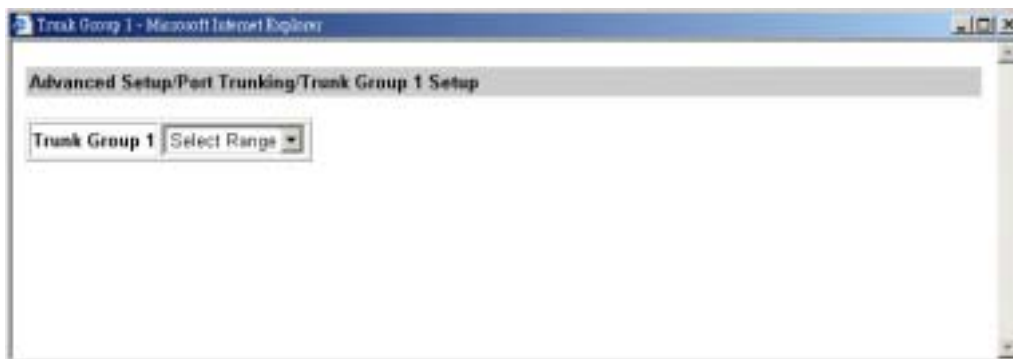 Trunk Group 1 - Microsoft Internet Explorer
Advanced Setup/Port Trunking/Trunk Group 1 Setup
Trunk Group 1 Select Range